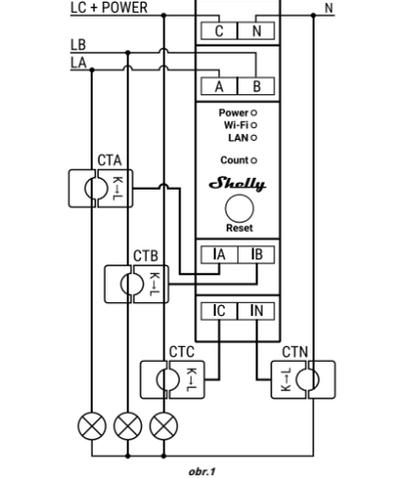 LC + POWER
N
C N
LB
LA
A B
Power
Wi-Fi
LAN
Count
CTA
K→L
Shelly
Reset
IA IB
CTB
K→L
IC IN
CTC
K→L
CTN
K→L
obr.1